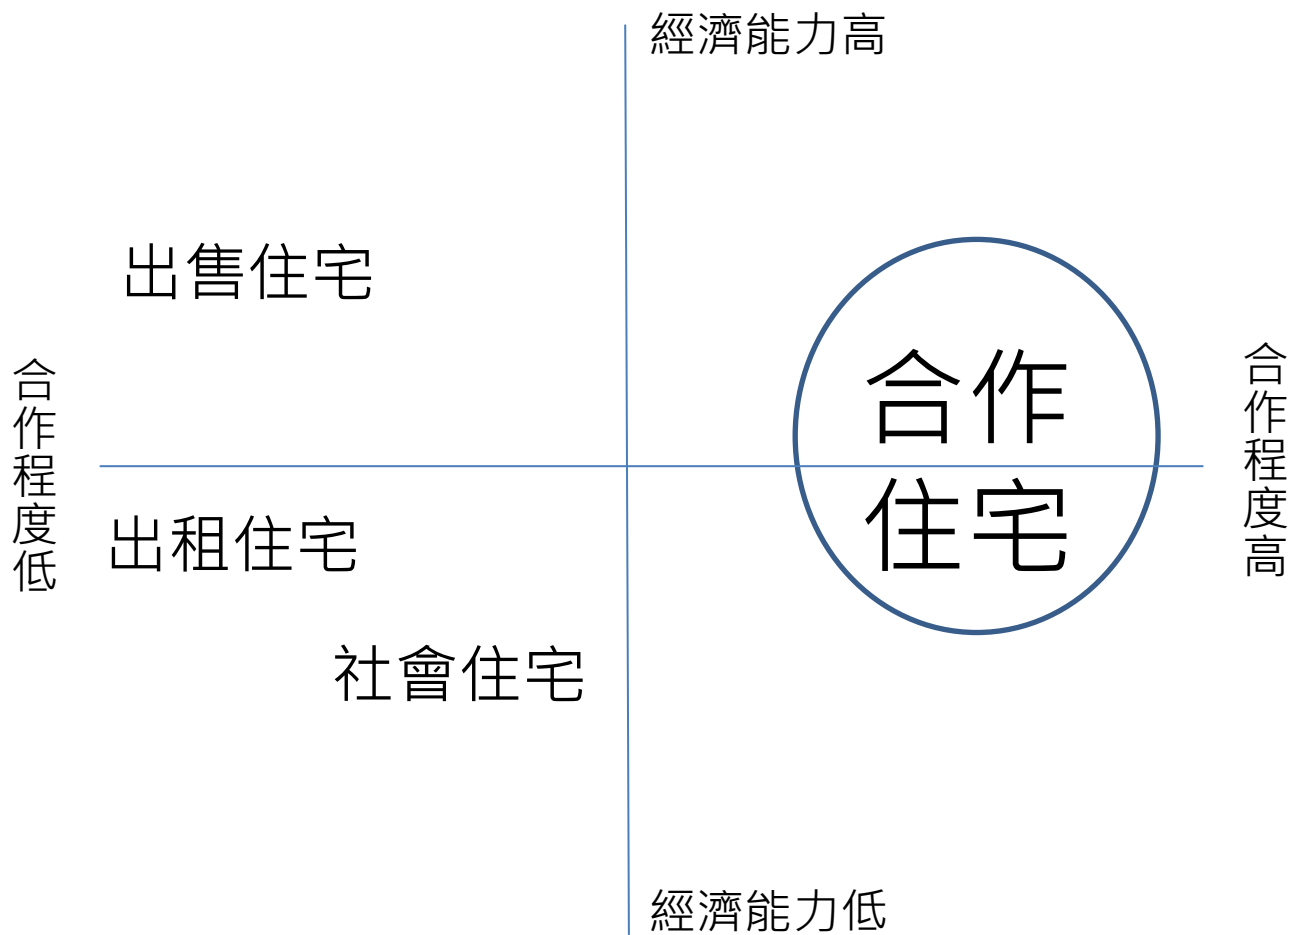 經濟能力高
出售住宅
合作程度低
合作
住宅
合作程度高
出租住宅
社會住宅
經濟能力低